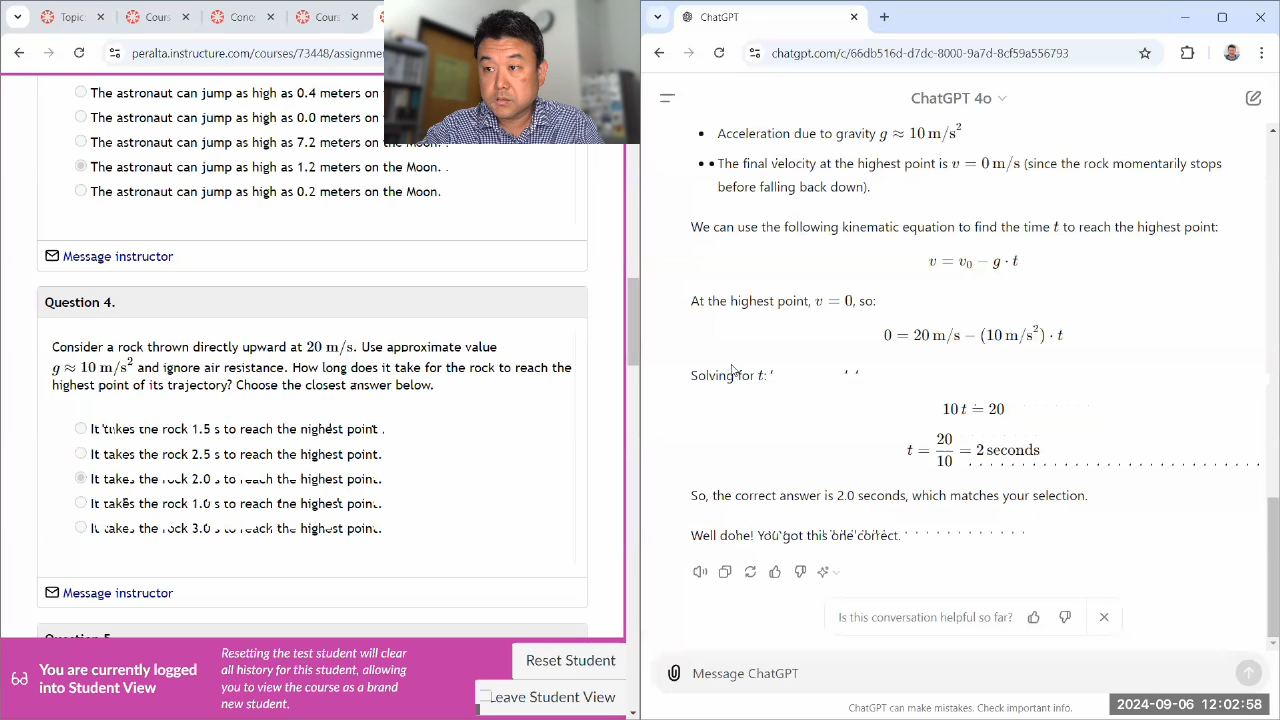 Topic
Cours
Conce
Cours
Cours
peralta.instructure.com/courses/73448/assignme
The astronaut can jump as high as 0.4 meters on the
The astronaut can jump as high as 0.0 meters on the
The astronaut can jump as high as 7.2 meters on the Moon.
The astronaut can jump as high as 1.2 meters on the Moon.
The astronaut can jump as high as 0.2 meters on the Moon.
Message instructor
Question 4.
Consider a rock thrown directly upward at 20 m/s. Use approximate value
g ≈ 10 m/s² and ignore air resistance. How long does it take for the rock to reach the
highest point of its trajectory? Choose the closest answer below.
It takes the rock 1.5 s to reach the highest point.
It takes the rock 2.5 s to reach the highest point.
It takes the rock 2.0 s to reach the highest point.
It takes the rock 1.0 s to reach the highest point.
It takes the rock 3.0 s to reach the highest point.
Message instructor
Question 5.
You are currently logged
into Student View
Resetting the test student will clear
all history for this student, allowing
you to view the course as a brand
new student.
Reset Student
Leave Student View
ChatGPT
chatgpt.com/c/66db516d-d7dc-8000-9a7d-8cf59a556793
ChatGPT 4o
• Acceleration due to gravity g ≈ 10 m/s²
• The final velocity at the highest point is v = 0 m/s (since the rock momentarily stops
before falling back down).
We can use the following kinematic equation to find the time t to reach the highest point:
v = v₀ − g · t
At the highest point, v = 0, so:
0 = 20 m/s − (10 m/s²) · t
Solving for t:
10 t = 20
t = 20/10 = 2 seconds
So, the correct answer is 2.0 seconds, which matches your selection.
Well done! You got this one correct.
Is this conversation helpful so far?
Message ChatGPT
ChatGPT can make mistakes. Check important info.
2024-09-06 12:02:58